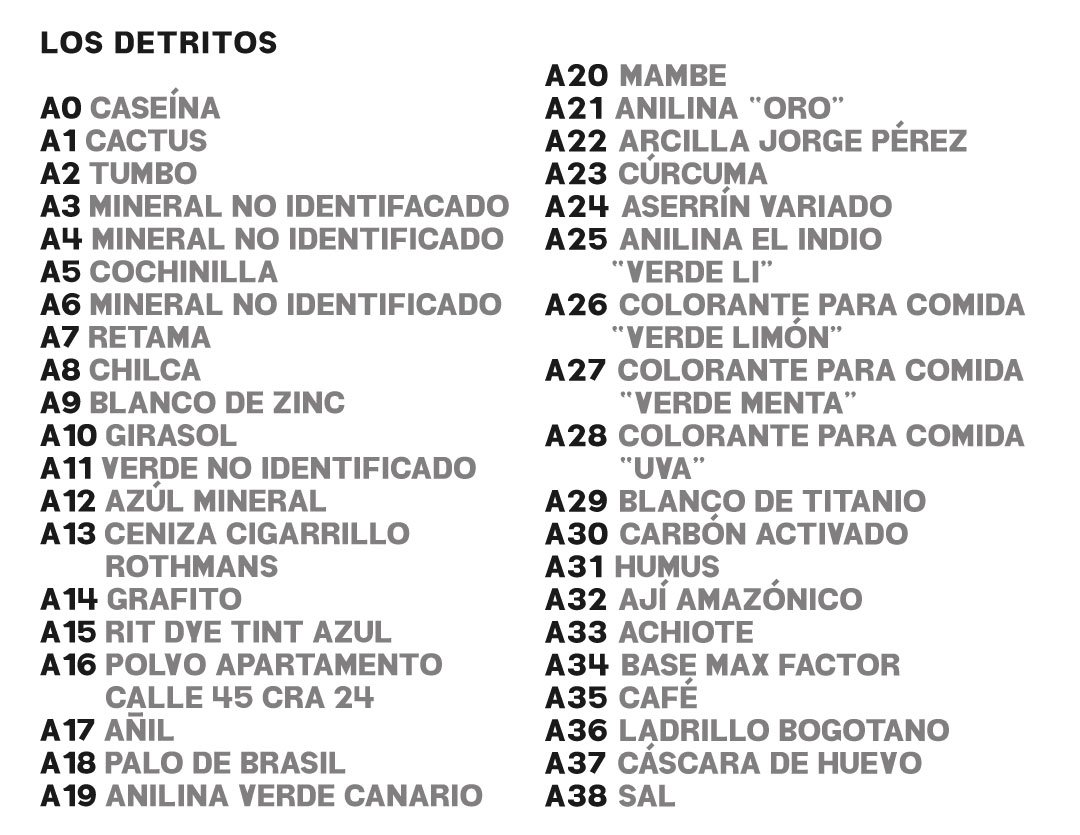 LOS DETRITOS
A0 CASEÍNA
A1 CACTUS
A2 TUMBO
A3 MINERAL NO IDENTIFACADO
A4 MINERAL NO IDENTIFICADO
A5 COCHINILLA
A6 MINERAL NO IDENTIFICADO
A7 RETAMA
A8 CHILCA
A9 BLANCO DE ZINC
A10 GIRASOL
A11 VERDE NO IDENTIFICADO
A12 AZÚL MINERAL
A13 CENIZA CIGARRILLO
ROTHMANS
A14 GRAFITO
A15 RIT DYE TINT AZUL
A16 POLVO APARTAMENTO
CALLE 45 CRA 24
A17 AÑIL
A18 PALO DE BRASIL
A19 ANILINA VERDE CANARIO
A20 MAMBE
A21 ANILINA “ORO”
A22 ARCILLA JORGE PÉREZ
A23 CÚRCUMA
A24 ASERRÍN VARIADO
A25 ANILINA EL INDIO
“VERDE LI”
A26 COLORANTE PARA COMIDA
“VERDE LIMÓN”
A27 COLORANTE PARA COMIDA
“VERDE MENTA”
A28 COLORANTE PARA COMIDA
“UVA”
A29 BLANCO DE TITANIO
A30 CARBÓN ACTIVADO
A31 HUMUS
A32 AJÍ AMAZÓNICO
A33 ACHIOTE
A34 BASE MAX FACTOR
A35 CAFÉ
A36 LADRILLO BOGOTANO
A37 CÁSCARA DE HUEVO
A38 SAL